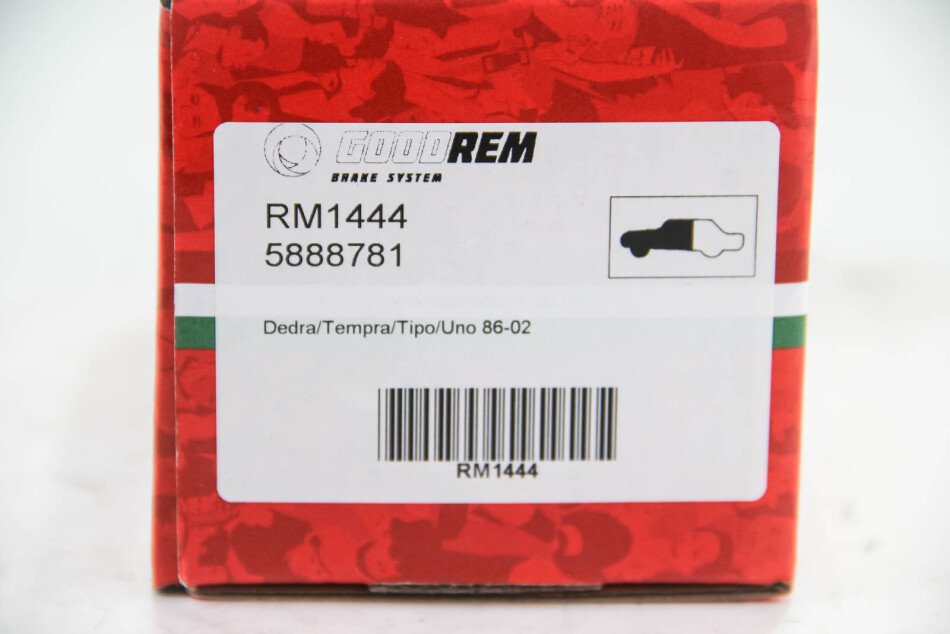 GOODREM
BRAKE SYSTEM
RM1444
5888781
Dedra/Tempra/Tipo/Uno 86-02
RM1444